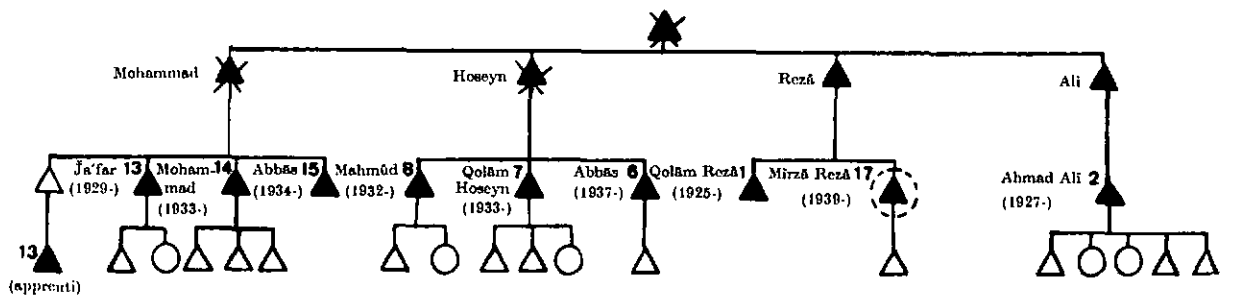 Mohammad
Hoseyn
Rezā
Ali
J̌a'far 13
(1929-)
Moham- 14
mad
(1933-)
Abbās 15
(1934-)
Mahmūd 8
(1932-)
Qolām 7
Hoseyn
(1933-)
Abbās 6
(1937-)
Qolām Rezā 1
(1925-)
Mirzā Rezā 17
(1939-)
Ahmad Ali 2
(1927-)
13
(apprenti)